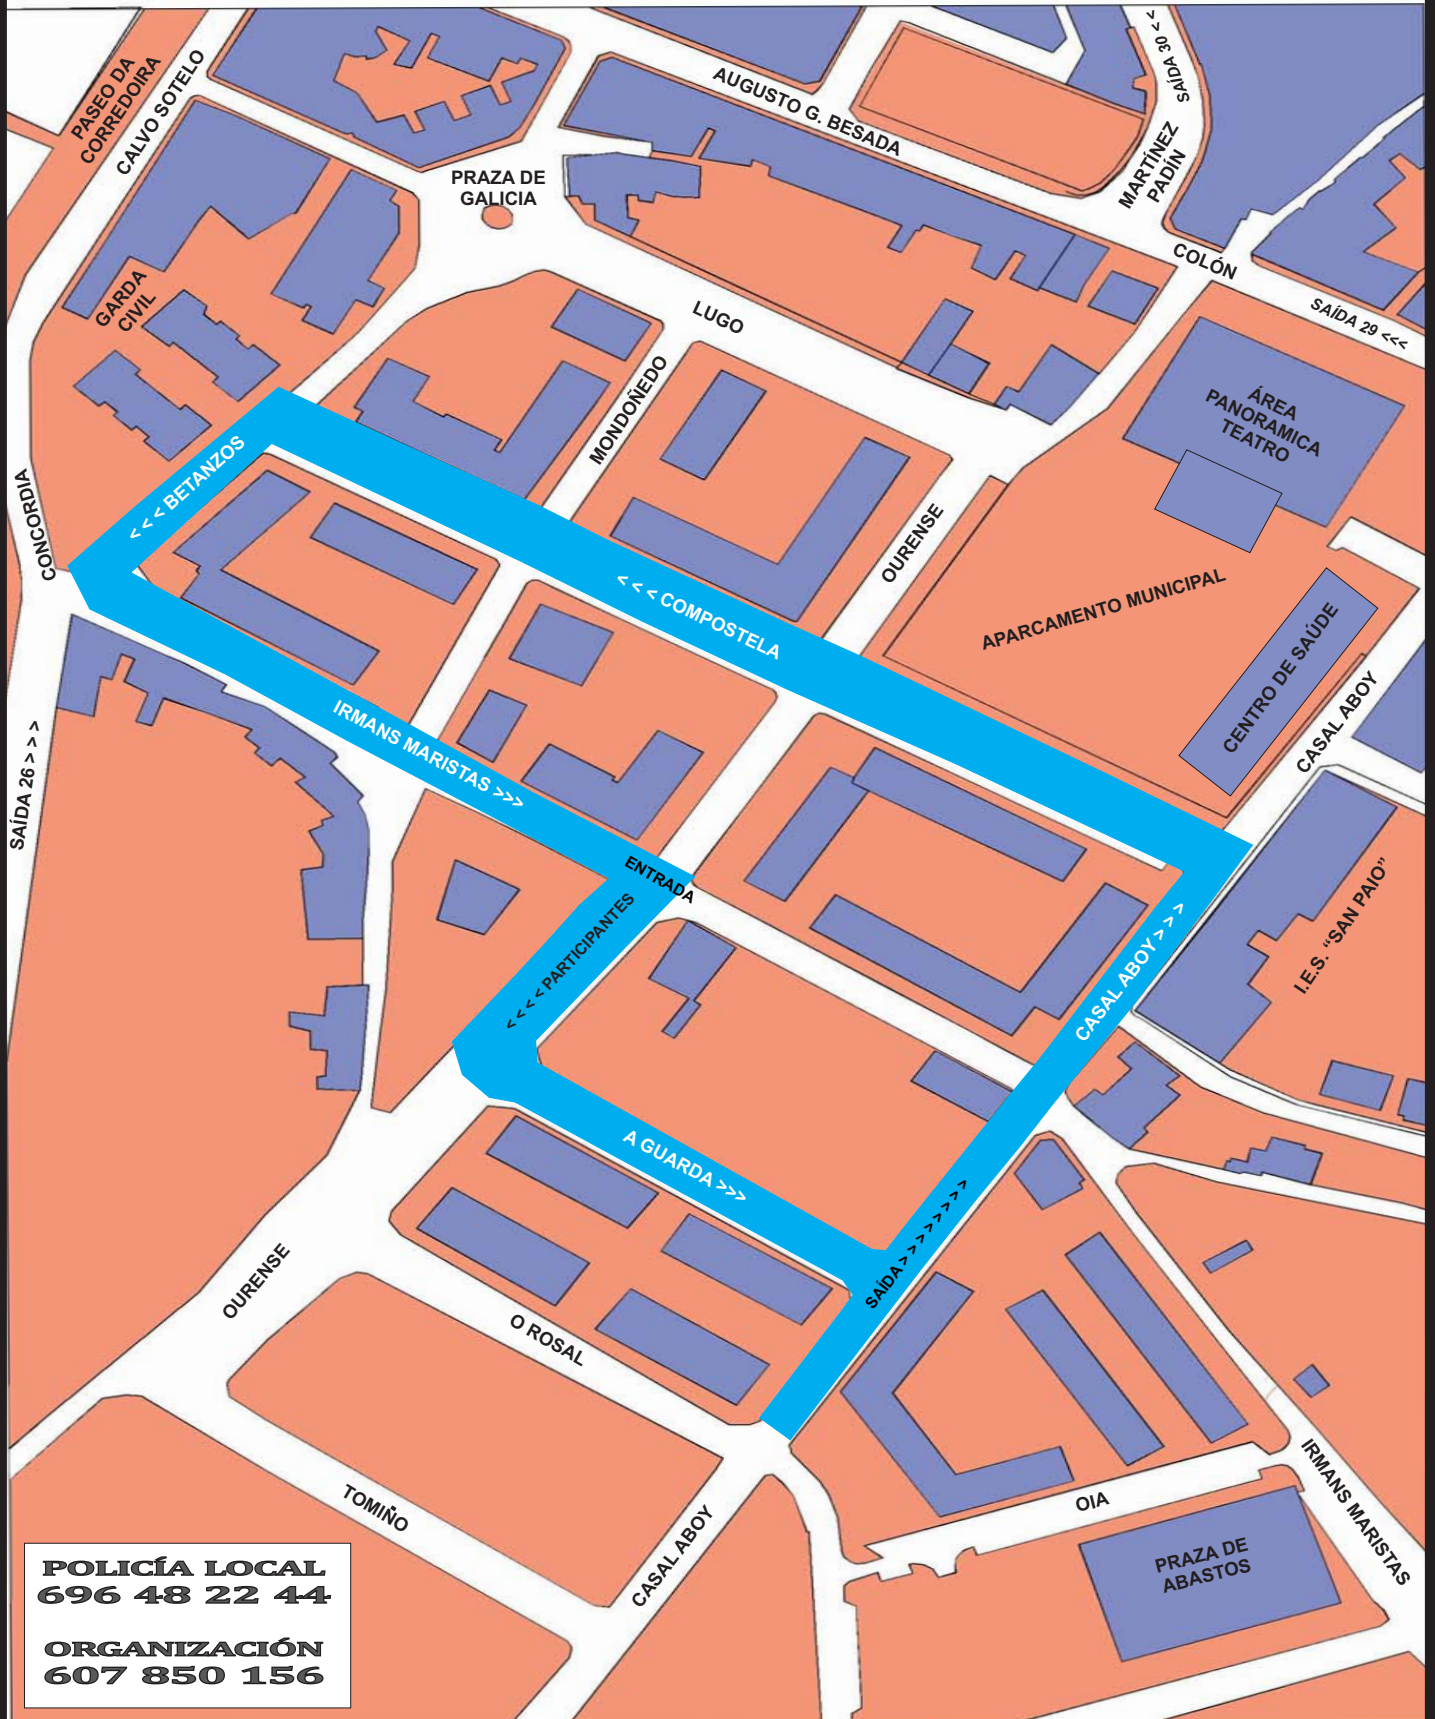 PASEO DA
CORREDOIRA
CALVO SOTELO
AUGUSTO G. BESADA
SAÍDA 30 < <
MARTÍNEZ
PADÍN
PRAZA DE
GALICIA
COLÓN
SAÍDA 29 <<<
GARDA
CIVIL
LUGO
MONDOÑEDO
ÁREA
PANORAMICA
TEATRO
< < < BETANZOS
CONCORDIA
OURENSE
< < < COMPOSTELA
APARCAMENTO MUNICIPAL
CENTRO DE SAÚDE
CASAL ABOY
IRMANS MARISTAS >>>
SAÍDA 26 > > >
ENTRADA
< < < < PARTICIPANTES
I.E.S. “SAN PAIO”
CASAL ABOY > > >
A GUARDA >>>
SAÍDA > > > > > > > >
OURENSE
O ROSAL
TOMIÑO
CASAL ABOY
OIA
IRMANS MARISTAS
PRAZA DE
ABASTOS
POLICÍA LOCAL
696 48 22 44
ORGANIZACIÓN
607 850 156